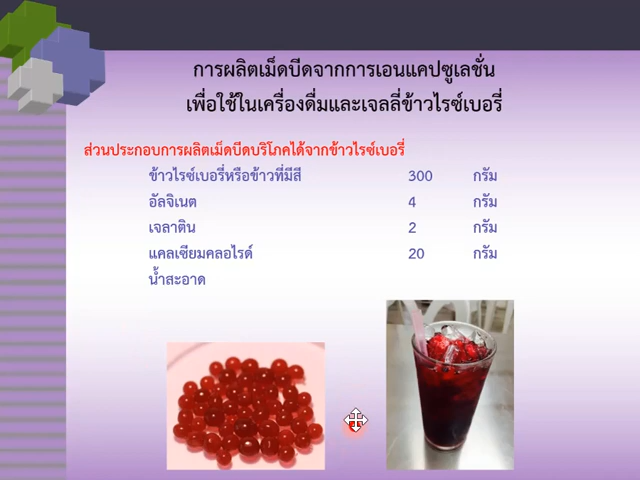 การผลิตเม็ดบีดจากการเอนแคปซูเลชั่น
เพื่อใช้ในเครื่องดื่มและเจลลี่ข้าวไรซ์เบอรี่
ส่วนประกอบการผลิตเม็ดบีดบริโภคได้จากข้าวไรซ์เบอรี่
ข้าวไรซ์เบอรี่หรือข้าวที่มีสี 300 กรัม
อัลจิเนต 4 กรัม
เจลาติน 2 กรัม
แคลเซียมคลอไรด์ 20 กรัม
น้ำสะอาด